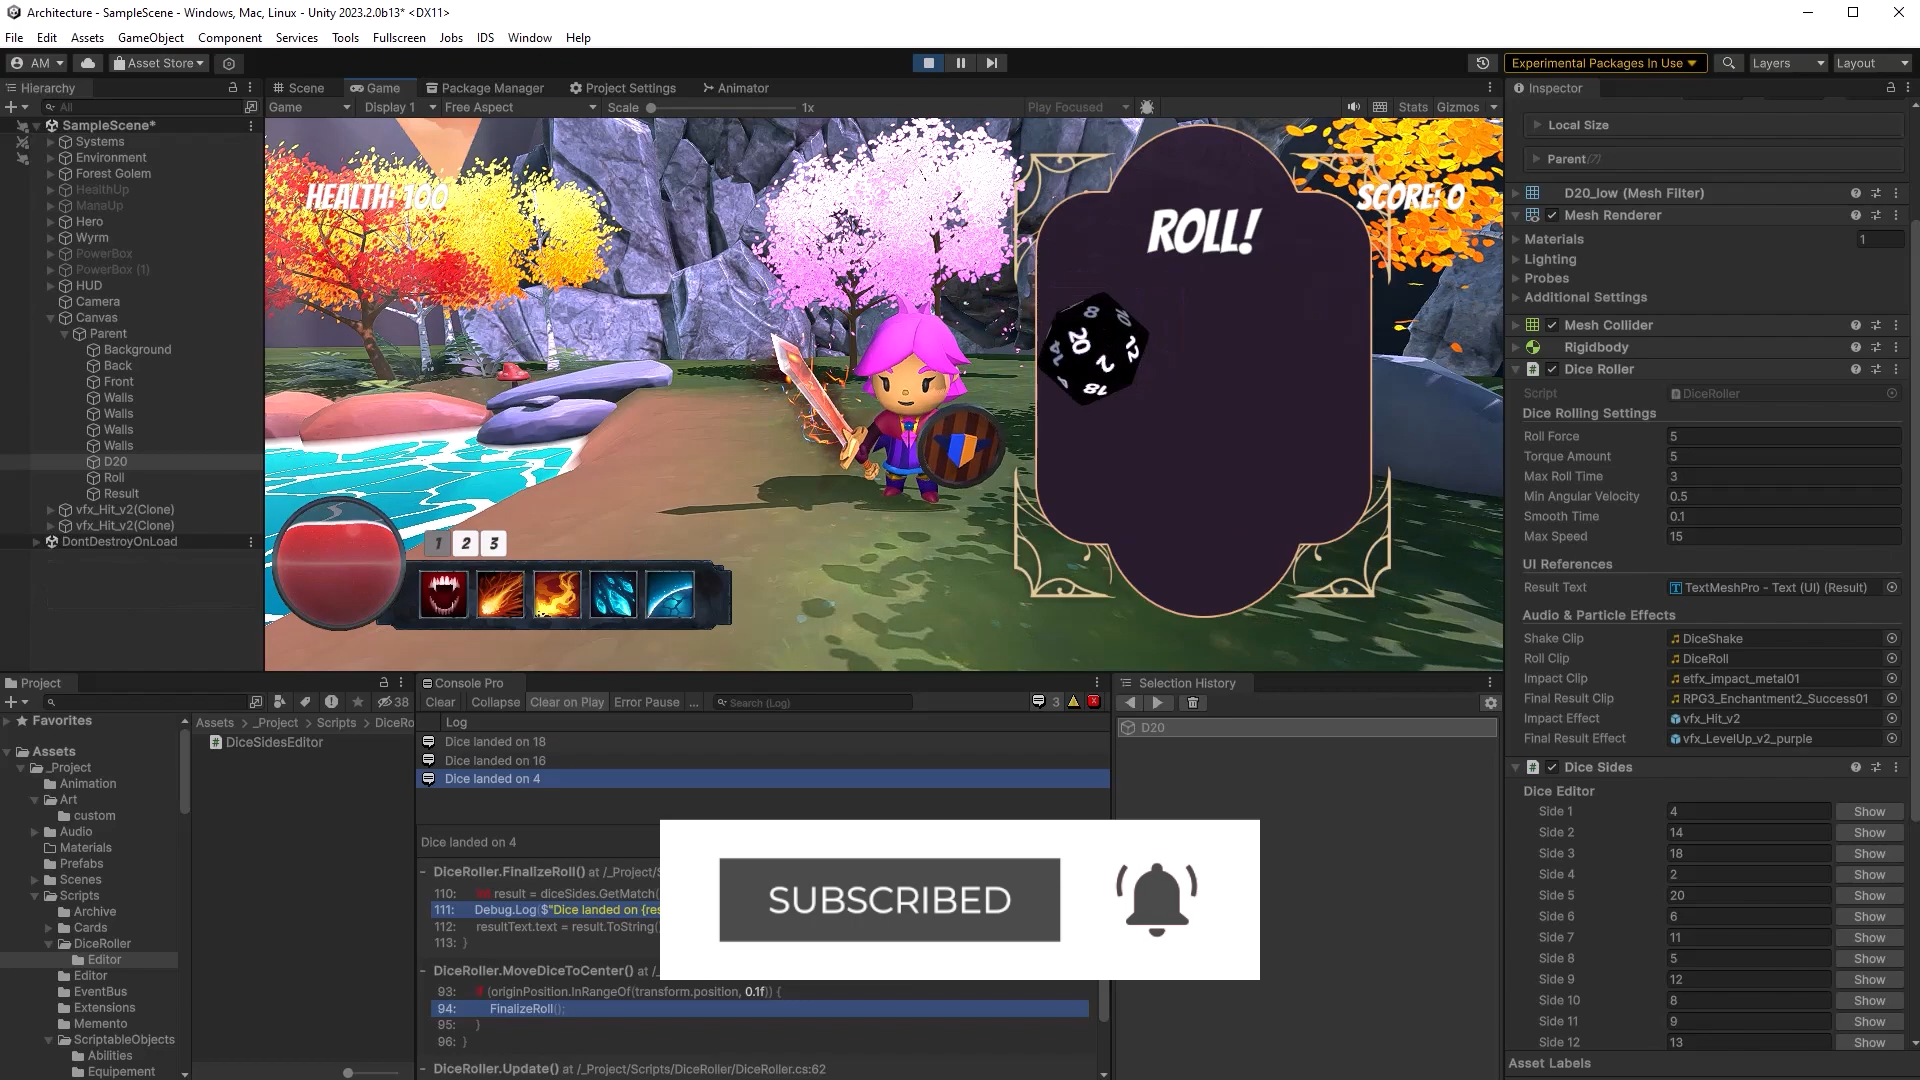 Architecture - SampleScene - Windows, Mac, Linux - Unity 2023.2.0b13* <DX11>
File Edit Assets GameObject Component Services Tools Fullscreen Jobs IDS Window Help
AM Asset Store Experimental Packages In Use Layers Layout
Hierarchy
All
SampleScene*
Systems
Environment
Forest Golem
HealthUp
ManaUp
Hero
Wyrm
PowerBox
PowerBox (1)
HUD
Camera
Canvas
Parent
Background
Back
Front
Walls
Walls
Walls
Walls
D20
Roll
Result
vfx_Hit_v2(Clone)
vfx_Hit_v2(Clone)
DontDestroyOnLoad
Scene Game Package Manager Project Settings Animator
Game Display 1 Free Aspect Scale 1x Play Focused Stats Gizmos
HEALTH: 100
SCORE: 0
ROLL!
8
10
20
12
14
2
18
1 2 3
Inspector
Local Size
Parent(7)
D20_low (Mesh Filter)
Mesh Renderer
Materials 1
Lighting
Probes
Additional Settings
Mesh Collider
Rigidbody
Dice Roller
Script DiceRoller
Dice Rolling Settings
Roll Force 5
Torque Amount 5
Max Roll Time 3
Min Angular Velocity 0.5
Smooth Time 0.1
Max Speed 15
UI References
Result Text TextMeshPro - Text (UI) (Result)
Audio & Particle Effects
Shake Clip DiceShake
Roll Clip DiceRoll
Impact Clip etfx_impact_metal01
Final Result Clip RPG3_Enchantment2_Success01
Impact Effect vfx_Hit_v2
Final Result Effect vfx_LevelUp_v2_purple
Dice Sides
Dice Editor
Side 1 4 Show
Side 2 14 Show
Side 3 18 Show
Side 4 2 Show
Side 5 20 Show
Side 6 6 Show
Side 7 11 Show
Side 8 5 Show
Side 9 12 Show
Side 10 8 Show
Side 11 9 Show
Side 12 13 Show
Asset Labels
Project
38
Favorites
Assets
_Project
Animation
Art
custom
Audio
Materials
Prefabs
Scenes
Scripts
Archive
Cards
DiceRoller
Editor
Editor
EventBus
Extensions
Memento
ScriptableObjects
Abilities
Equipement
Assets > _Project > Scripts > DiceRo
DiceSidesEditor
Console Pro
Clear Collapse Clear on Play Error Pause ... Search (Log) 3
Log
Dice landed on 18
Dice landed on 16
Dice landed on 4
Dice landed on 4
- DiceRoller.FinalizeRoll() at /_Project/S
110: result = diceSides.GetMatch(
111: Debug.Log($"Dice landed on {res
112: resultText.text = result.ToString(
113: }
- DiceRoller.MoveDiceToCenter() at /_
93: (originPosition.InRangeOf(transform.position, 0.1f)) {
94: FinalizeRoll();
95: }
96: }
- DiceRoller.Update() at /_Project/Scripts/DiceRoller/DiceRoller.cs:62
Selection History
D20
SUBSCRIBED